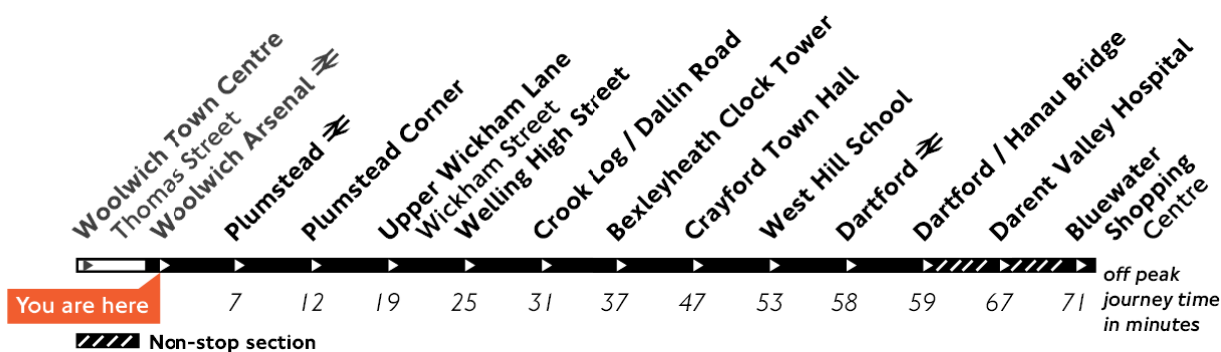 Woolwich Town Centre
Thomas Street
Woolwich Arsenal
Plumstead
Plumstead Corner
Upper Wickham Lane
Wickham Street
Welling High Street
Crook Log / Dallin Road
Bexleyheath Clock Tower
Crayford Town Hall
West Hill School
Dartford
Dartford / Hanau Bridge
Darent Valley Hospital
Bluewater
Shopping
Centre
You are here
7 12 19 25 31 37 47 53 58 59 67 71
off peak
journey time
in minutes
Non-stop section